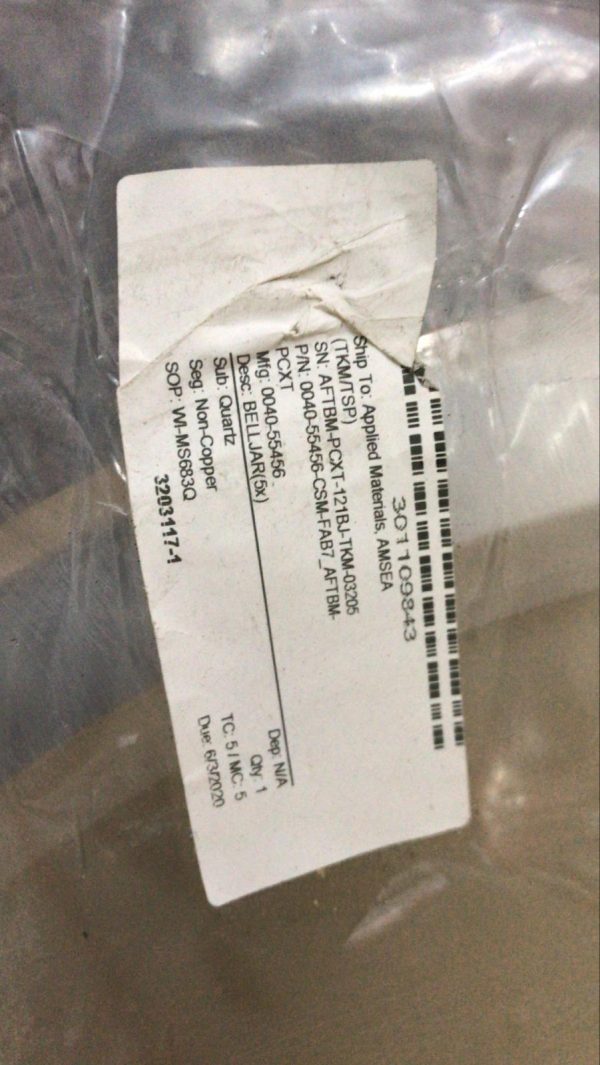 301109843
Ship To: Applied Materials, AMSEA
(TKM/TSP)
SN: AFTBM-PCXT-121BJ-TKM-03205
P/N: 0040-55456-CSM-FAB7_AFTBM-
PCXT
Mfg: 0040-55456 Dep: N/A
Desc: BELLJAR(5x) Qty: 1
Sub: Quartz TC: 5 / MC: 5
Seg: Non-Copper Due: 6/3/2020
SOP: WI-MS683Q
3203117-1